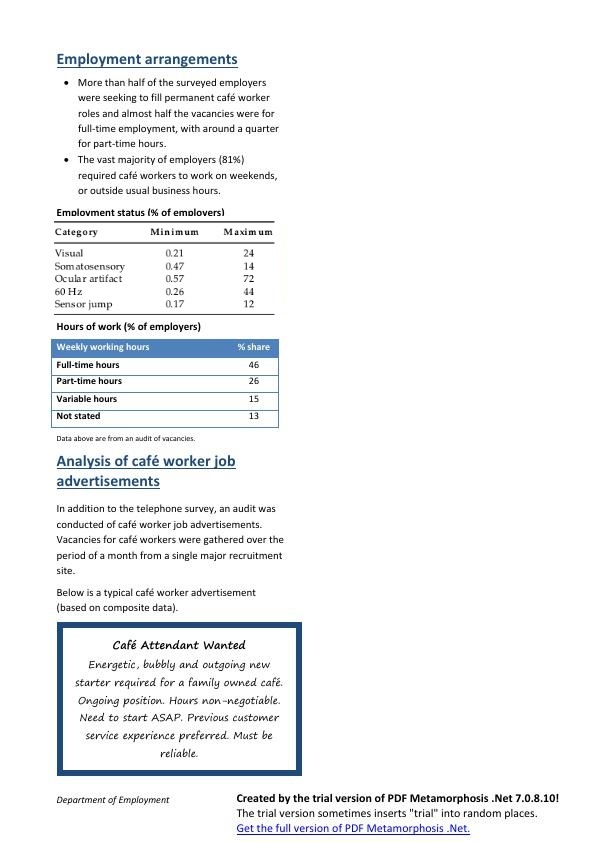 Employment arrangements
• More than half of the surveyed employers
were seeking to fill permanent café worker
roles and almost half the vacancies were for
full-time employment, with around a quarter
for part-time hours.
• The vast majority of employers (81%)
required café workers to work on weekends,
or outside usual business hours.
Employment status (% of employers)
Category Minimum Maximum
Visual 0.21 24
Somatosensory 0.47 14
Ocular artifact 0.57 72
60 Hz 0.26 44
Sensor jump 0.17 12
Hours of work (% of employers)
Weekly working hours % share
Full-time hours 46
Part-time hours 26
Variable hours 15
Not stated 13
Data above are from an audit of vacancies.
Analysis of café worker job
advertisements
In addition to the telephone survey, an audit was
conducted of café worker job advertisements.
Vacancies for café workers were gathered over the
period of a month from a single major recruitment
site.
Below is a typical café worker advertisement
(based on composite data).
Café Attendant Wanted
Energetic, bubbly and outgoing new
starter required for a family owned café.
Ongoing position. Hours non-negotiable.
Need to start ASAP. Previous customer
service experience preferred. Must be
reliable.
Department of Employment
Created by the trial version of PDF Metamorphosis .Net 7.0.8.10!
The trial version sometimes inserts "trial" into random places.
Get the full version of PDF Metamorphosis .Net.